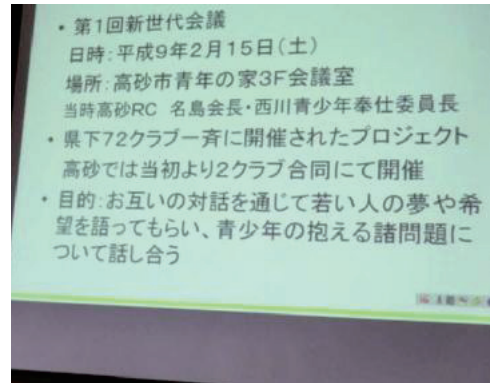 ・第1回新世代会議
日時:平成9年2月15日(土)
場所:高砂市青年の家3F会議室
当時高砂RC 名島会長・西川青少年奉仕委員長
・県下72クラブ一斉に開催されたプロジェクト
高砂では当初より2クラブ合同にて開催
・目的:お互いの対話を通じて若い人の夢や希
望を語ってもらい、青少年の抱える諸問題に
ついて話し合う